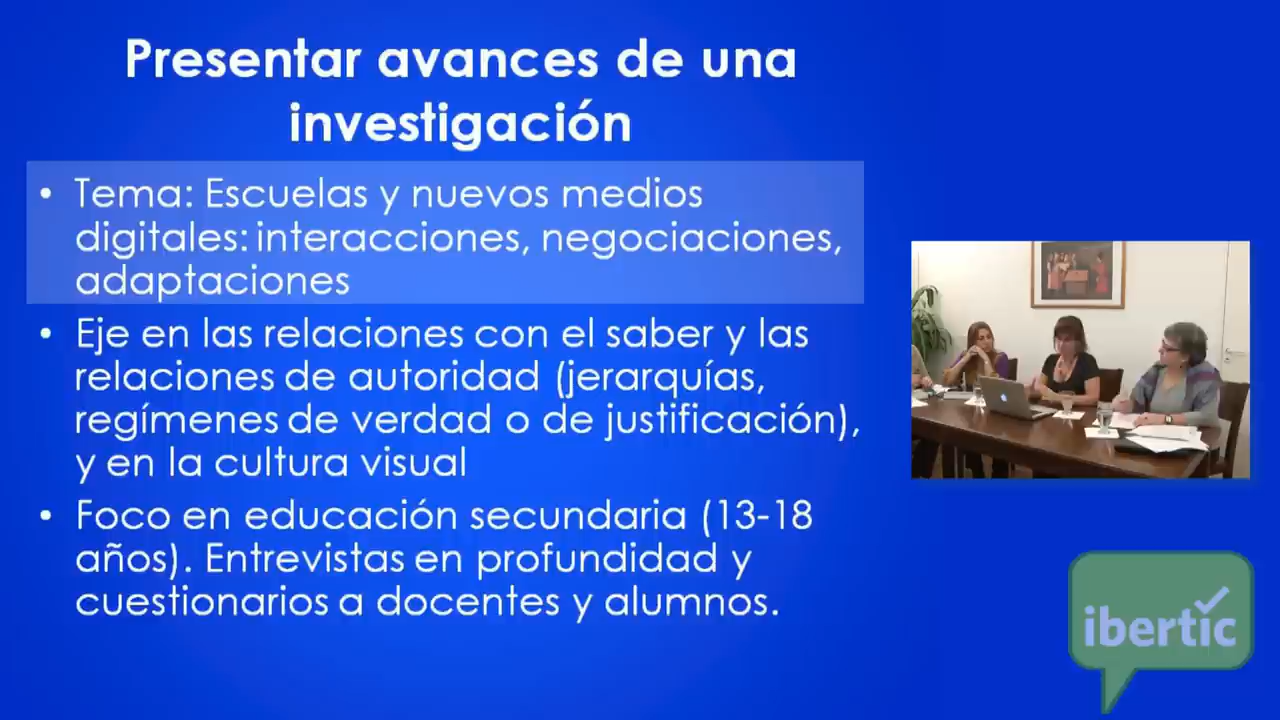 Presentar avances de una
investigación
• Tema: Escuelas y nuevos medios
digitales: interacciones, negociaciones,
adaptaciones
• Eje en las relaciones con el saber y las
relaciones de autoridad (jerarquías,
regímenes de verdad o de justificación),
y en la cultura visual
• Foco en educación secundaria (13-18
años). Entrevistas en profundidad y
cuestionarios a docentes y alumnos.
ibertic